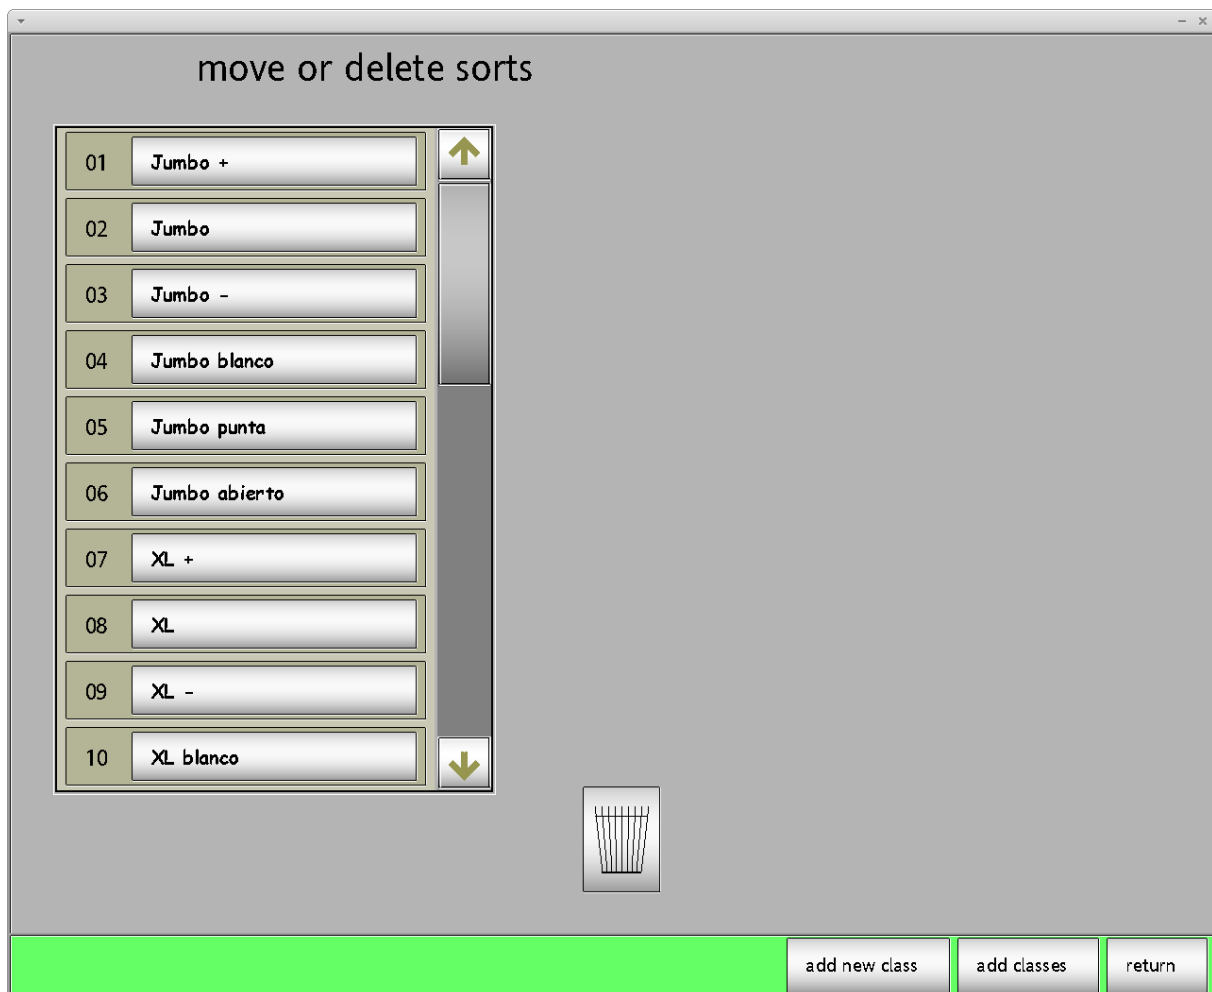 move or delete sorts
01 Jumbo +
02 Jumbo
03 Jumbo -
04 Jumbo blanco
05 Jumbo punta
06 Jumbo abierto
07 XL +
08 XL
09 XL -
10 XL blanco
add new class add classes return